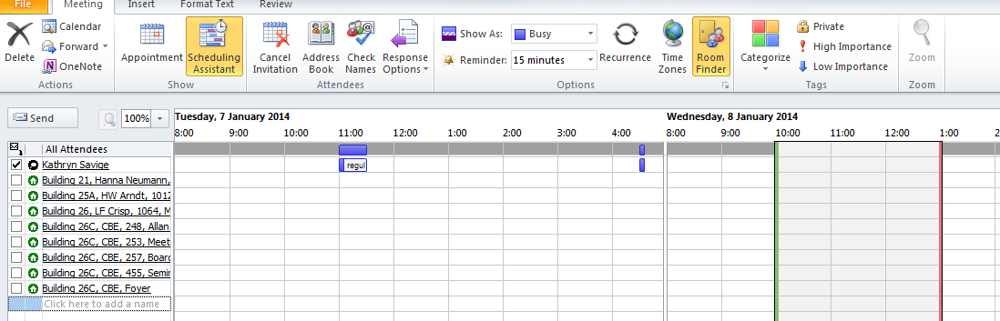 File Meeting Insert Format Text Review
Delete
Calendar
Forward
OneNote
Actions
Appointment
Scheduling Assistant
Show
Cancel Invitation
Address Book
Check Names
Response Options
Attendees
Show As: Busy
Reminder: 15 minutes
Recurrence
Time Zones
Room Finder
Options
Categorize
Private
High Importance
Low Importance
Tags
Zoom
Zoom
Send
100%
Tuesday, 7 January 2014
Wednesday, 8 January 2014
8:00 9:00 10:00 11:00 12:00 1:00 2:00 3:00 4:00 8:00 9:00 10:00 11:00 12:00 1:00 2
All Attendees
Kathryn Savige
regul
Building 21, Hanna Neumann,
Building 25A, HW Arndt, 1012
Building 26, LF Crisp, 1064, M
Building 26C, CBE, 248, Allan
Building 26C, CBE, 253, Meet
Building 26C, CBE, 257, Board
Building 26C, CBE, 455, Semin
Building 26C, CBE, Foyer
Click here to add a name